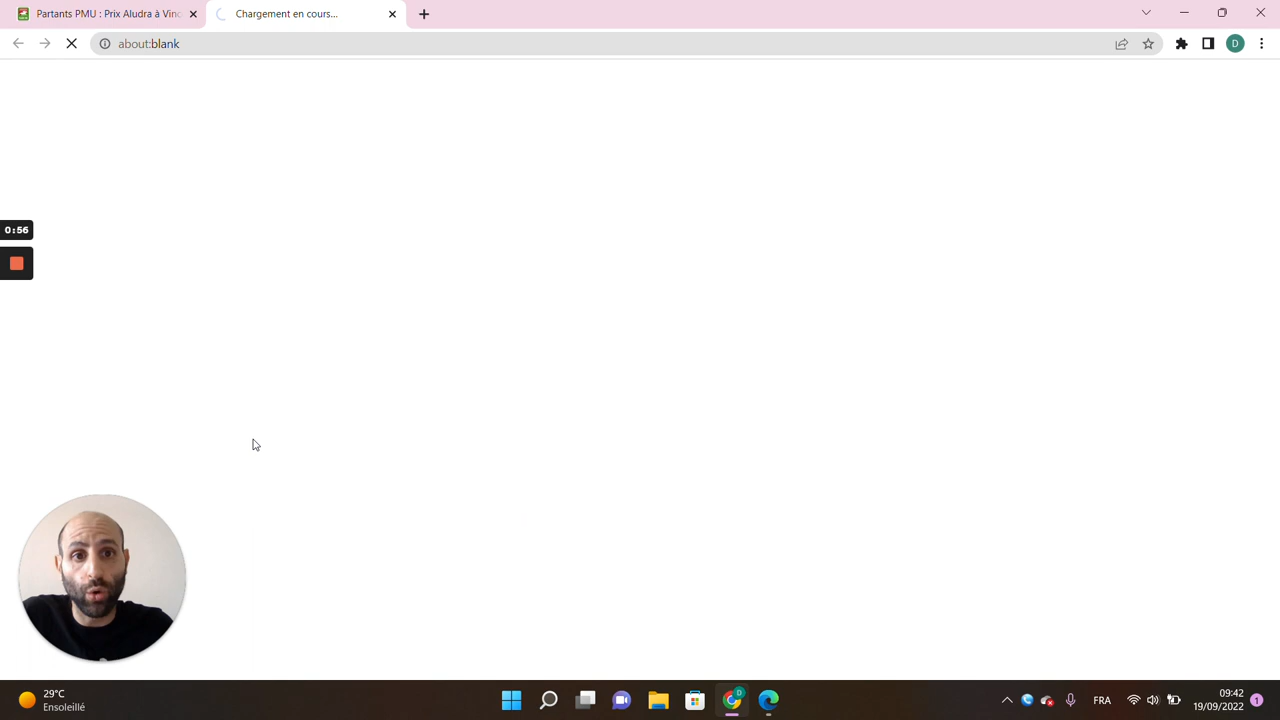 Partants PMU : Prix Aludra à Vinc
Chargement en cours...
about:blank
D
0:56
29°C
Ensoleillé
D
FRA
09:42
19/09/2022
1